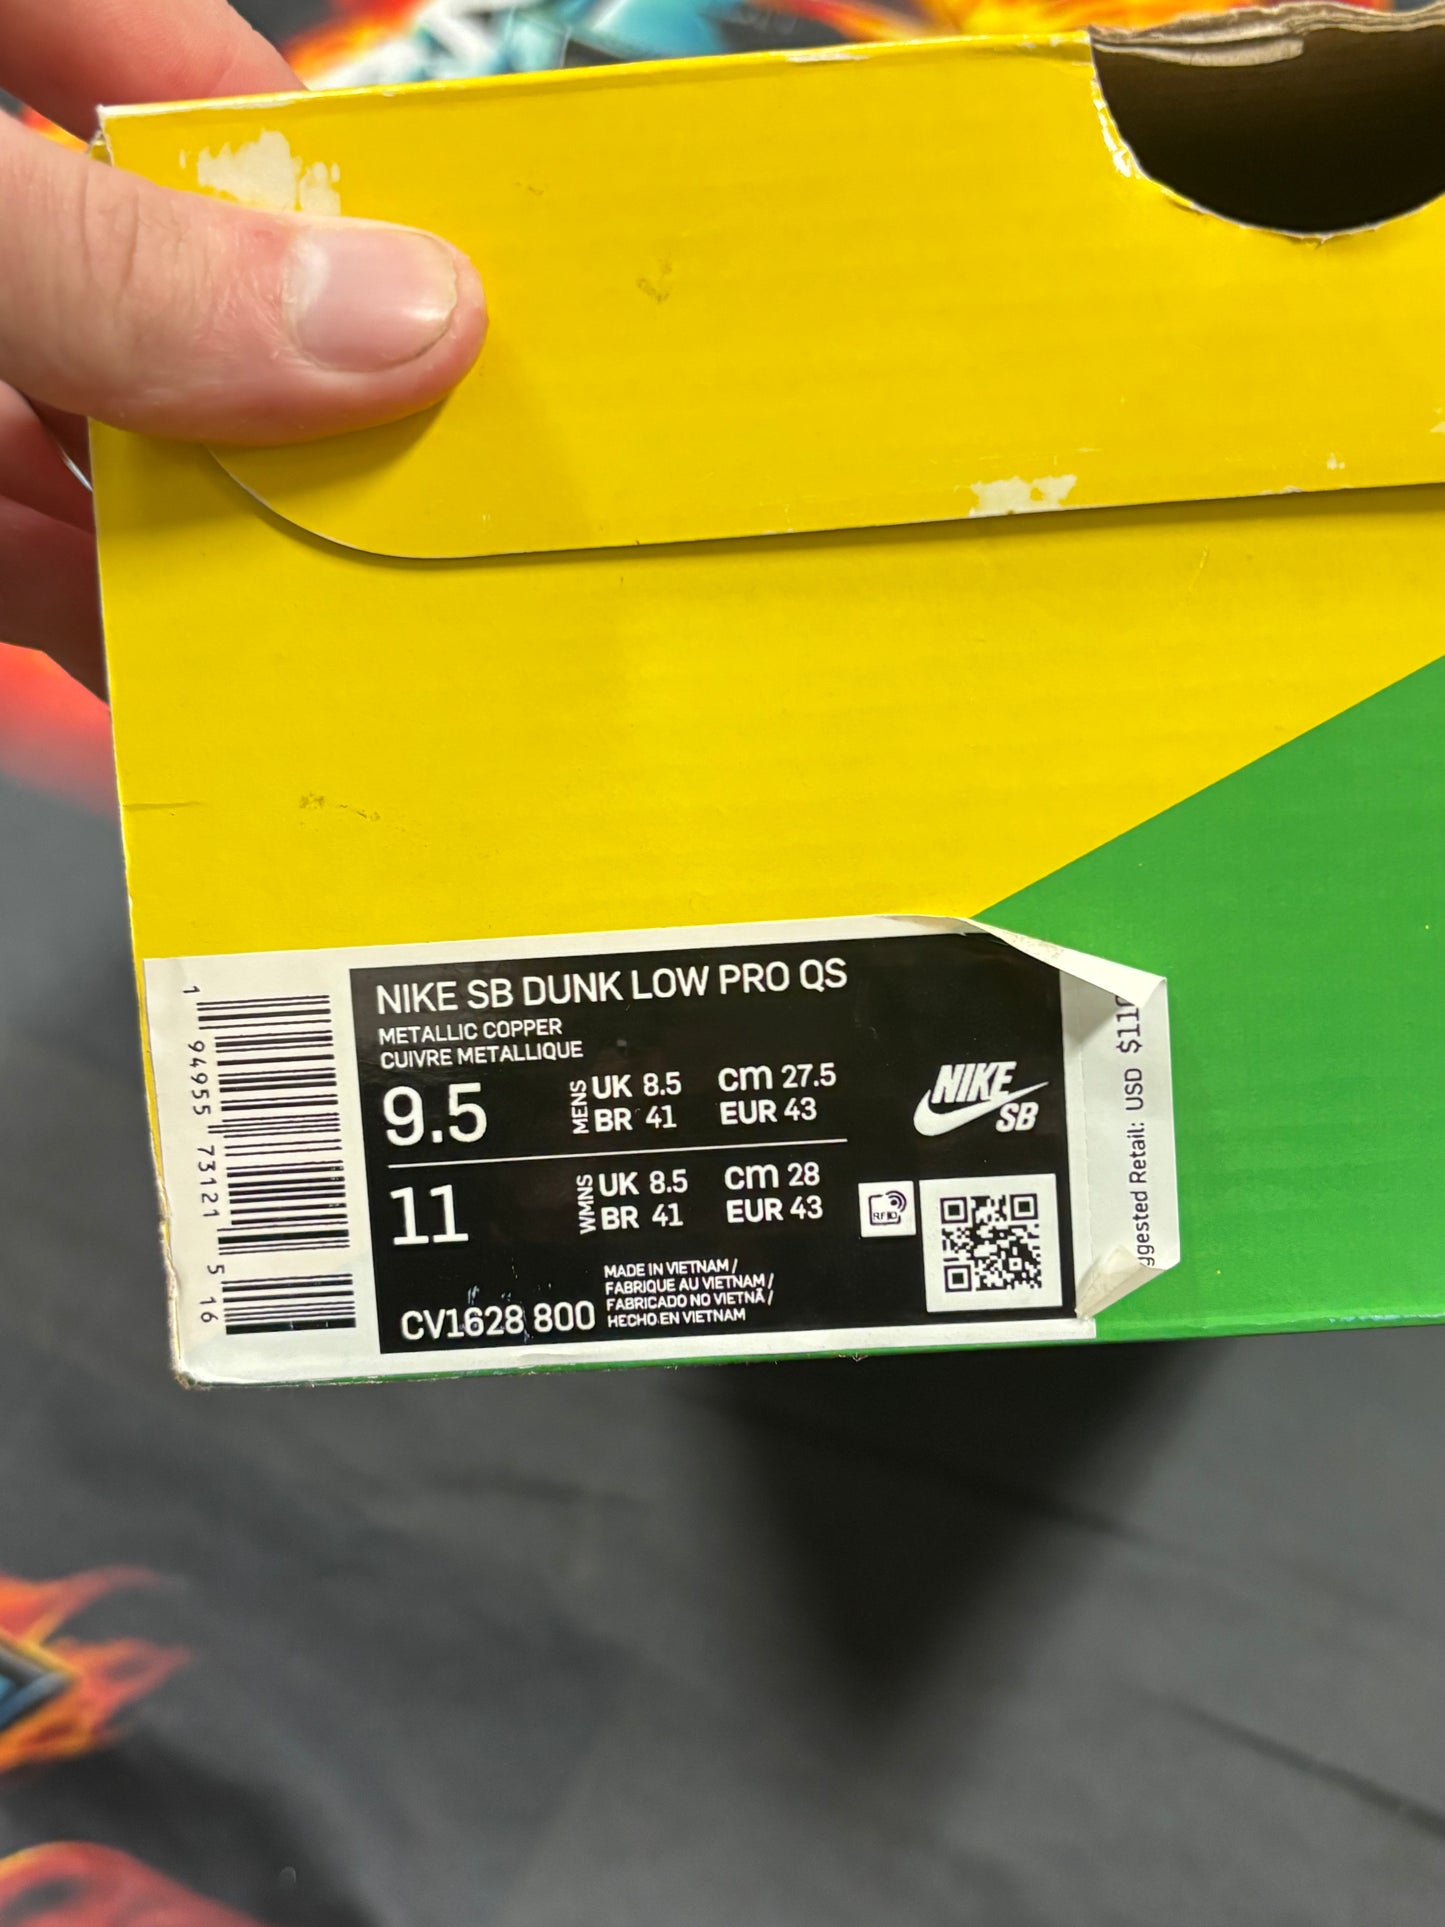 NIKE SB DUNK LOW PRO QS
METALLIC COPPER
CUIVRE METALLIQUE
9.5 MENS UK 8.5 cm 27.5
BR 41 EUR 43
11 WMNS UK 8.5 cm 28
BR 41 EUR 43
CV1628 800
MADE IN VIETNAM /
FABRIQUE AU VIETNAM /
FABRICADO NO VIETNÃ /
HECHO EN VIETNAM
NIKE
SB
RFID
1 94955 73121 5 16
ggested Retail: USD $110